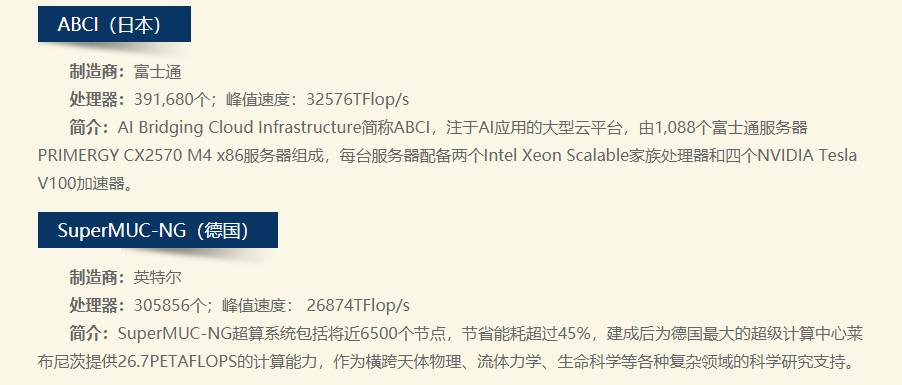 ABCI（日本）
制造商：富士通
处理器：391,680个；峰值速度：32576TFlop/s
简介：AI Bridging Cloud Infrastructure简称ABCI，注于AI应用的大型云平台，由1,088个富士通服务器
PRIMERGY CX2570 M4 x86服务器组成，每台服务器配备两个Intel Xeon Scalable家族处理器和四个NVIDIA Tesla
V100加速器。
SuperMUC-NG（德国）
制造商：英特尔
处理器：305856个；峰值速度： 26874TFlop/s
简介：SuperMUC-NG超算系统包括将近6500个节点，节省能耗超过45%，建成后为德国最大的超级计算中心莱
布尼茨提供26.7PETAFLOPS的计算能力，作为横跨天体物理、流体力学、生命科学等各种复杂领域的科学研究支持。